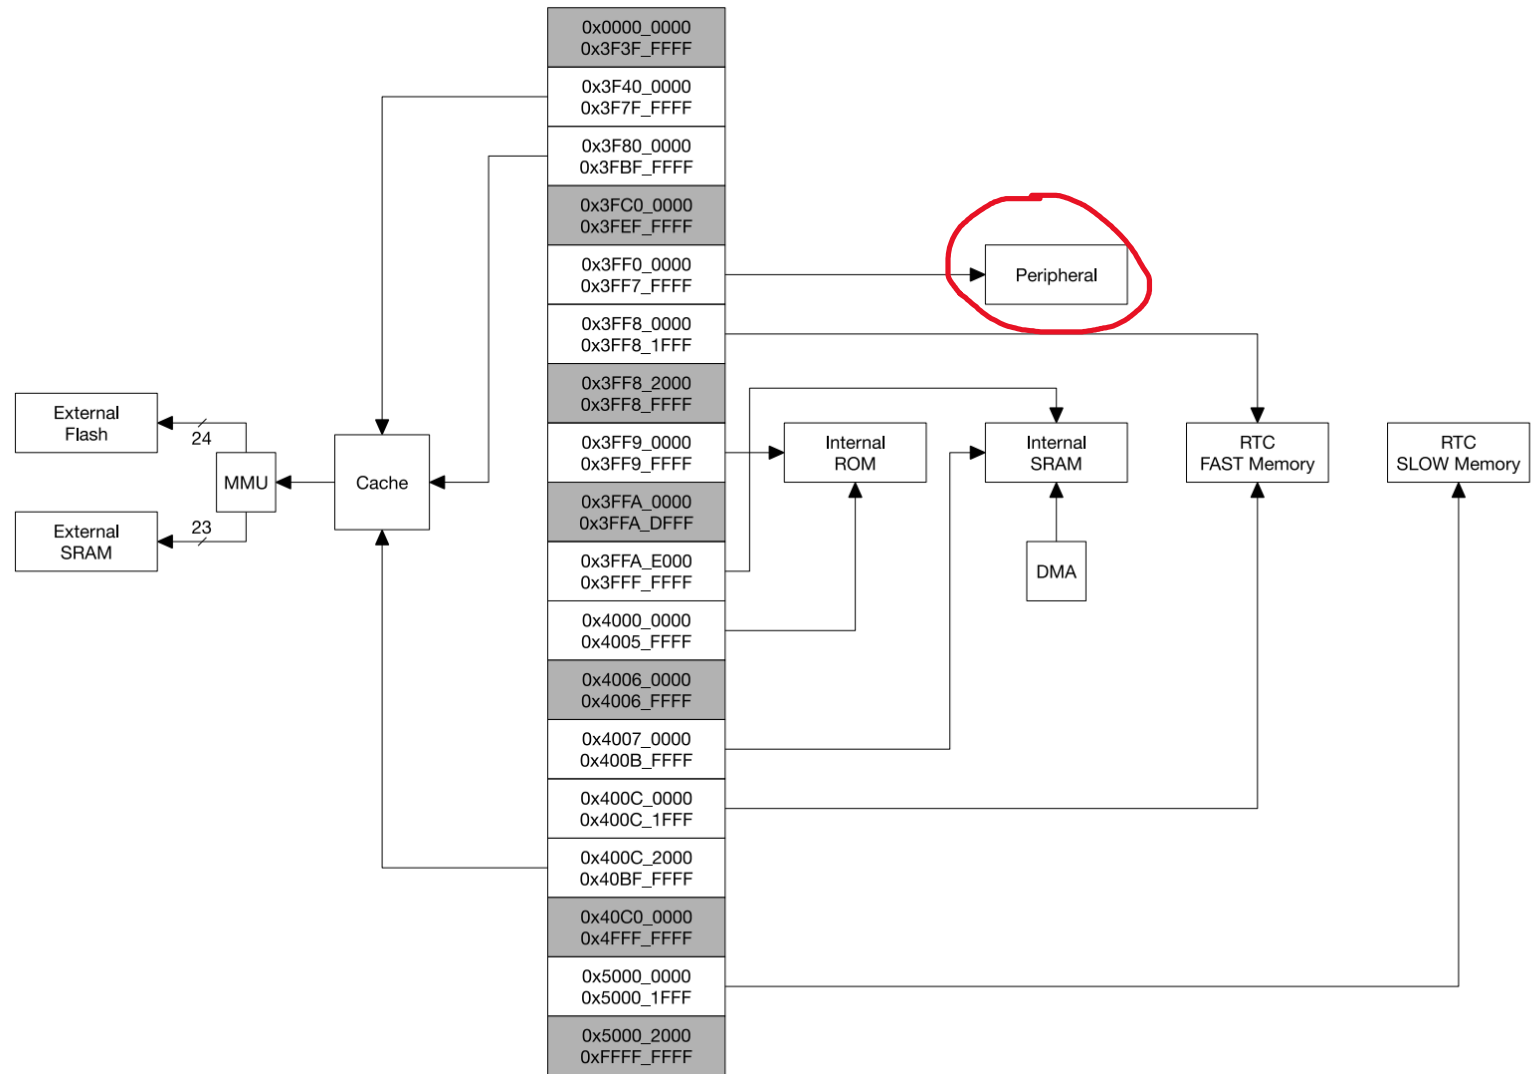 0x0000_0000
0x3F3F_FFFF
0x3F40_0000
0x3F7F_FFFF
0x3F80_0000
0x3FBF_FFFF
0x3FC0_0000
0x3FEF_FFFF
0x3FF0_0000
0x3FF7_FFFF
Peripheral
0x3FF8_0000
0x3FF8_1FFF
0x3FF8_2000
0x3FF8_FFFF
External
Flash
24
0x3FF9_0000
0x3FF9_FFFF
Internal
ROM
Internal
SRAM
RTC
FAST Memory
RTC
SLOW Memory
MMU
Cache
0x3FFA_0000
0x3FFA_DFFF
External
SRAM
23
0x3FFA_E000
0x3FFF_FFFF
DMA
0x4000_0000
0x4005_FFFF
0x4006_0000
0x4006_FFFF
0x4007_0000
0x400B_FFFF
0x400C_0000
0x400C_1FFF
0x400C_2000
0x40BF_FFFF
0x40C0_0000
0x4FFF_FFFF
0x5000_0000
0x5000_1FFF
0x5000_2000
0xFFFF_FFFF